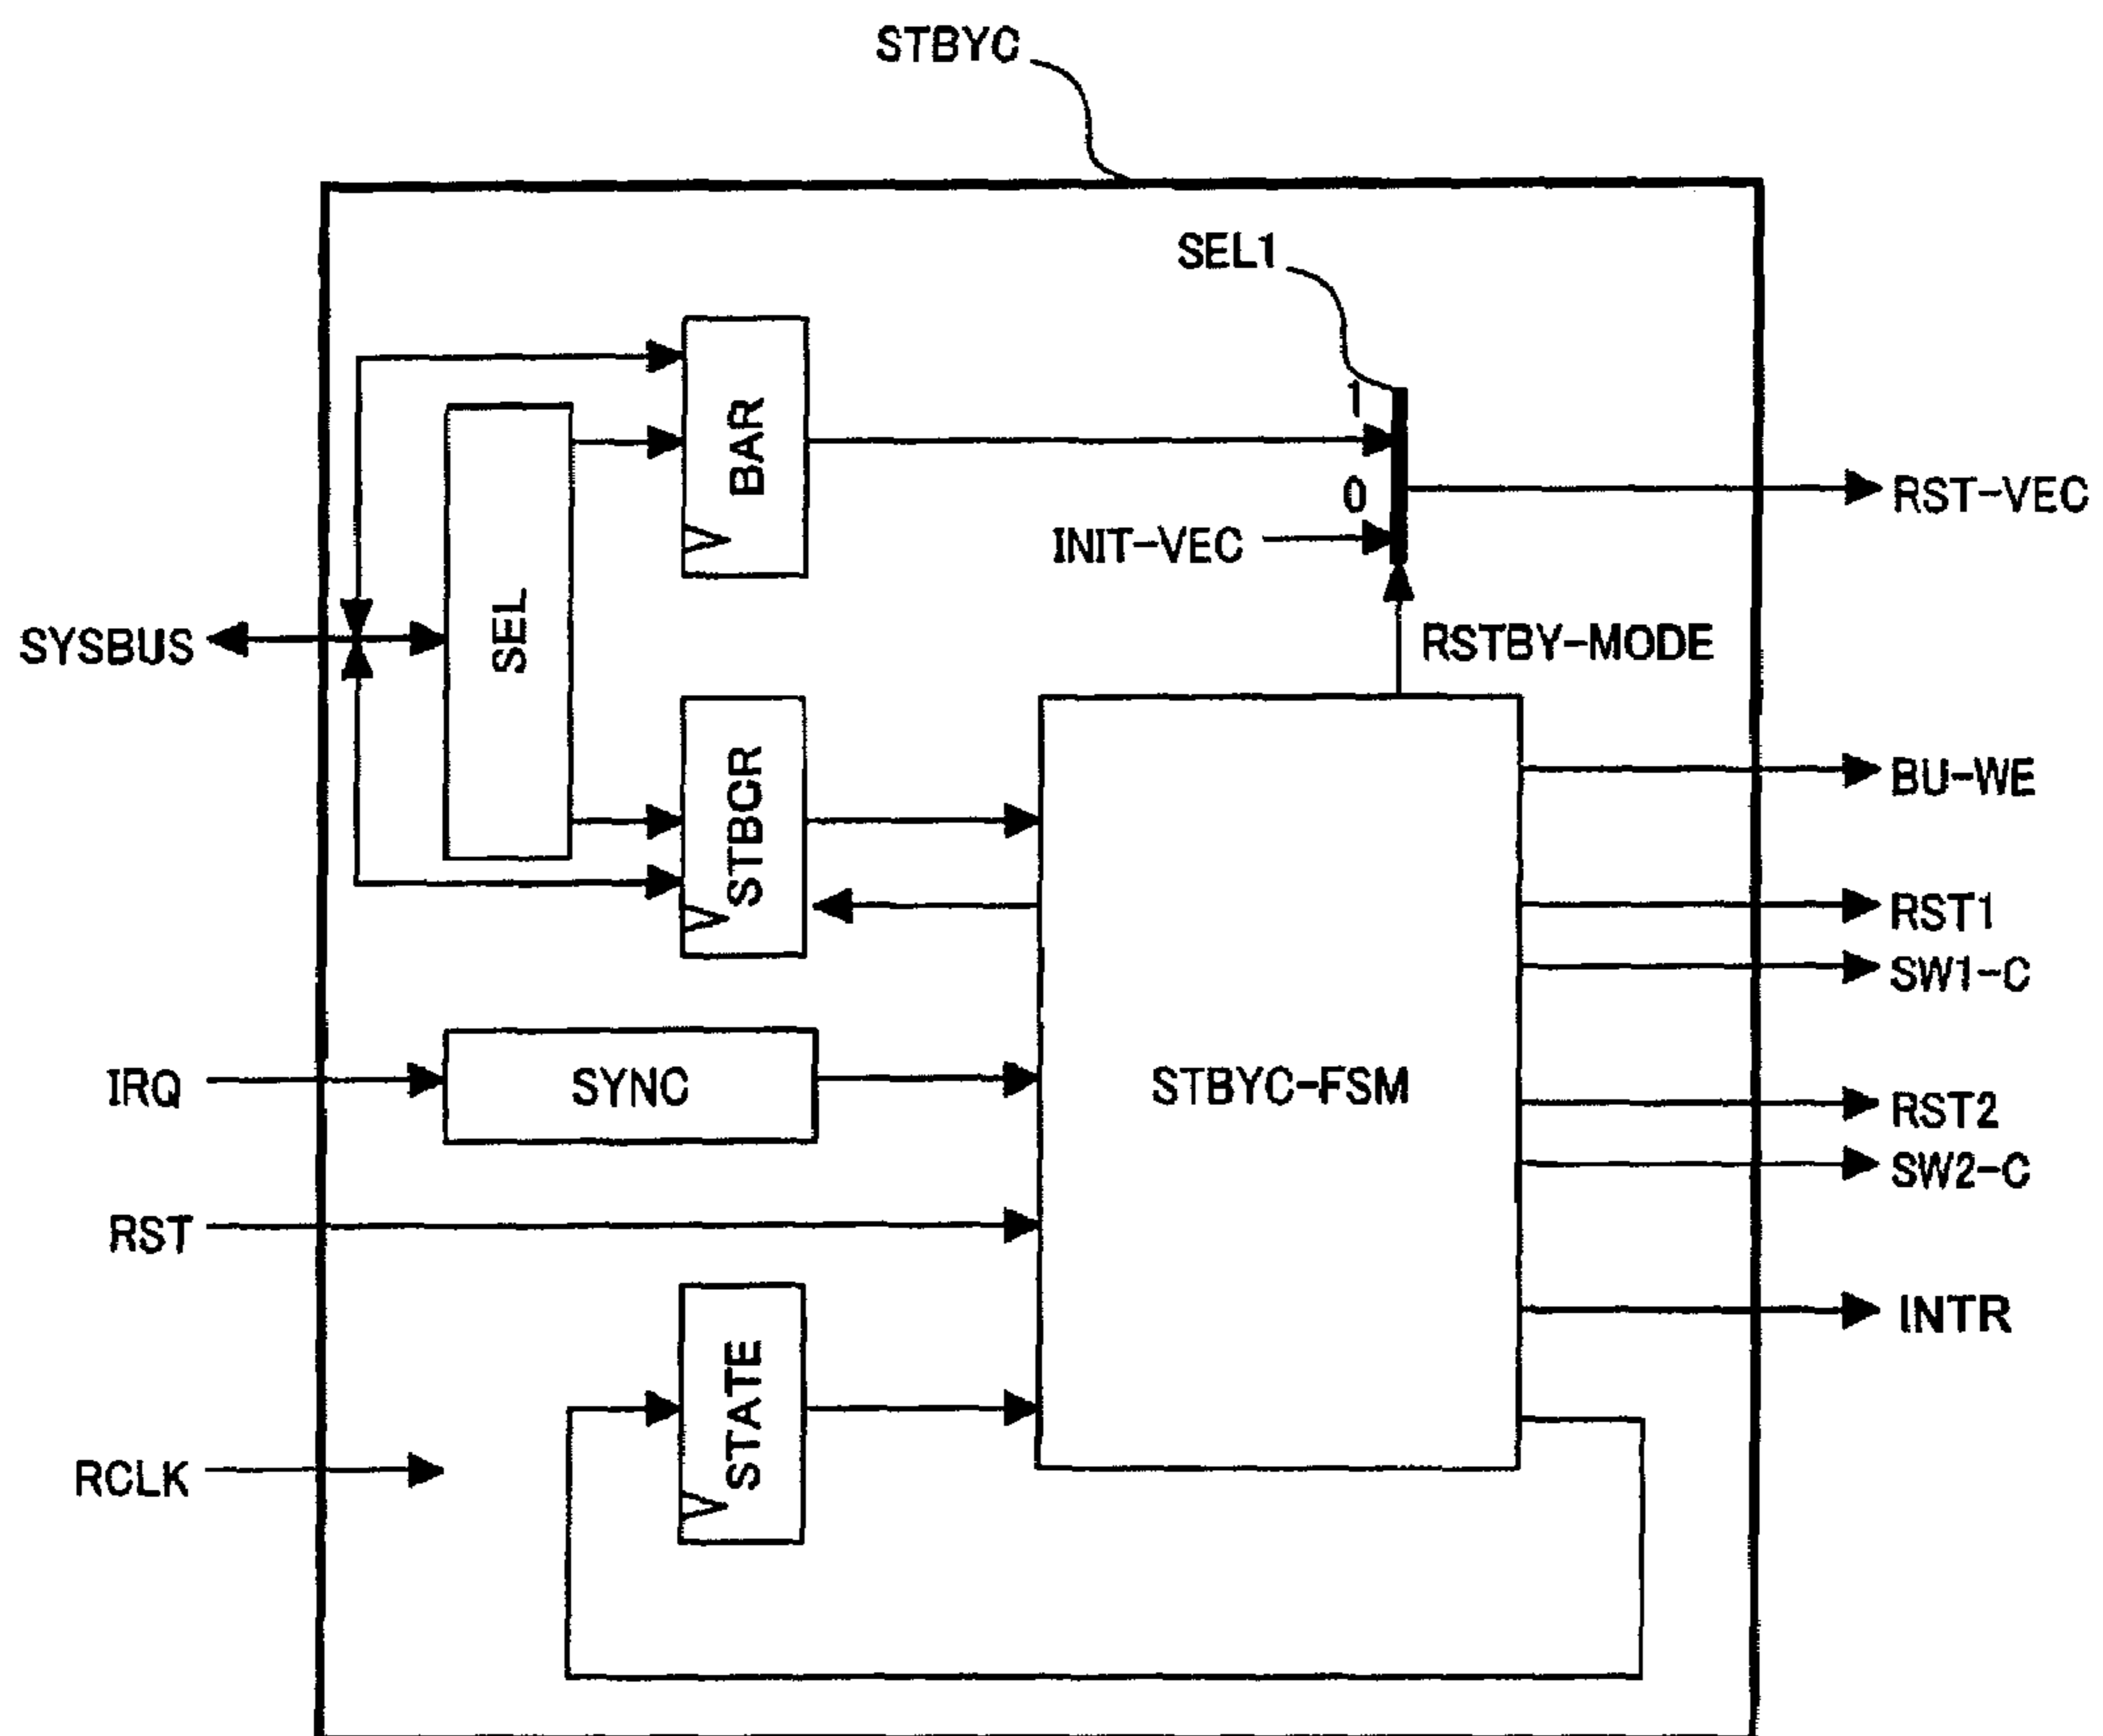 STBYC
SEL1
BAR
1
0
RST-VEC
INIT-VEC
SEL
SYSBUS
RSTBY-MODE
STBCR
BU-WE
RST1
SW1-C
IRQ
SYNC
STBYC-FSM
RST2
SW2-C
RST
INTR
STATE
RCLK